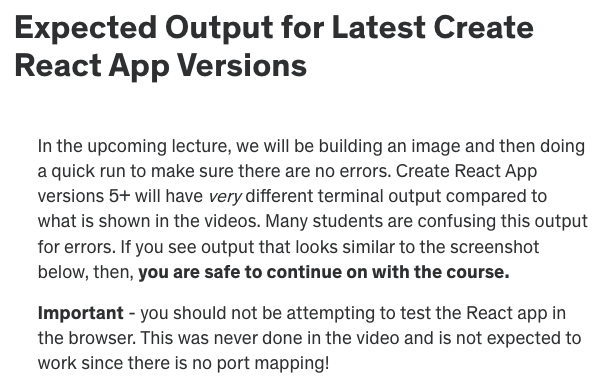 Expected Output for Latest Create
React App Versions
In the upcoming lecture, we will be building an image and then doing
a quick run to make sure there are no errors. Create React App
versions 5+ will have very different terminal output compared to
what is shown in the videos. Many students are confusing this output
for errors. If you see output that looks similar to the screenshot
below, then, you are safe to continue on with the course.
Important - you should not be attempting to test the React app in
the browser. This was never done in the video and is not expected to
work since there is no port mapping!